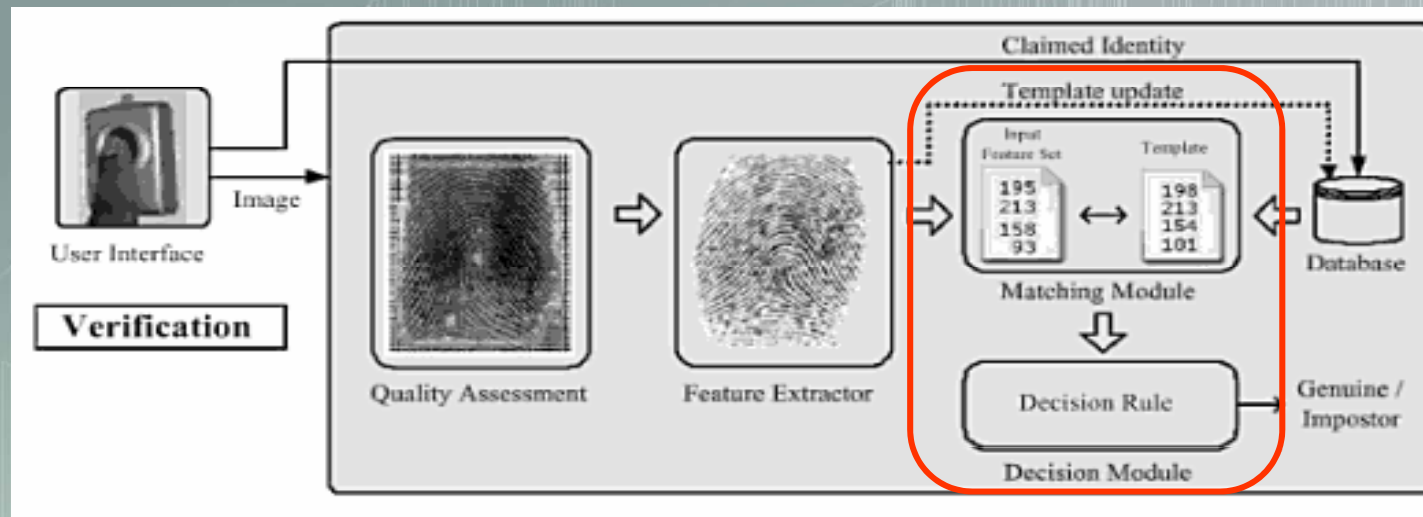 Claimed Identity
Template update
Input
Feature Set
Template
195
213
158
93
198
213
154
101
Image
User Interface
Database
Matching Module
Verification
Quality Assessment
Feature Extractor
Decision Rule
Genuine /
Impostor
Decision Module